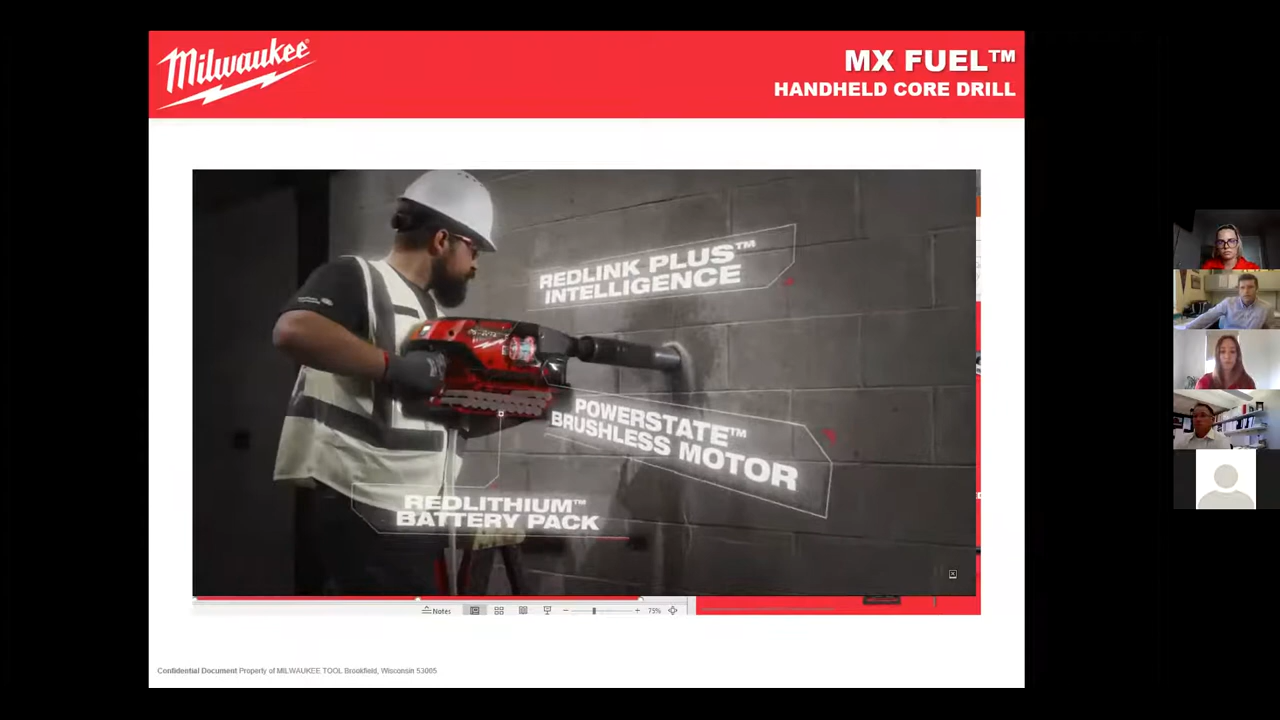 Milwaukee
MX FUEL™
HANDHELD CORE DRILL
REDLINK PLUS™
INTELLIGENCE
POWERSTATE™
BRUSHLESS MOTOR
REDLITHIUM™
BATTERY PACK
Notes
75%
Confidential Document Property of MILWAUKEE TOOL Brookfield, Wisconsin 53005